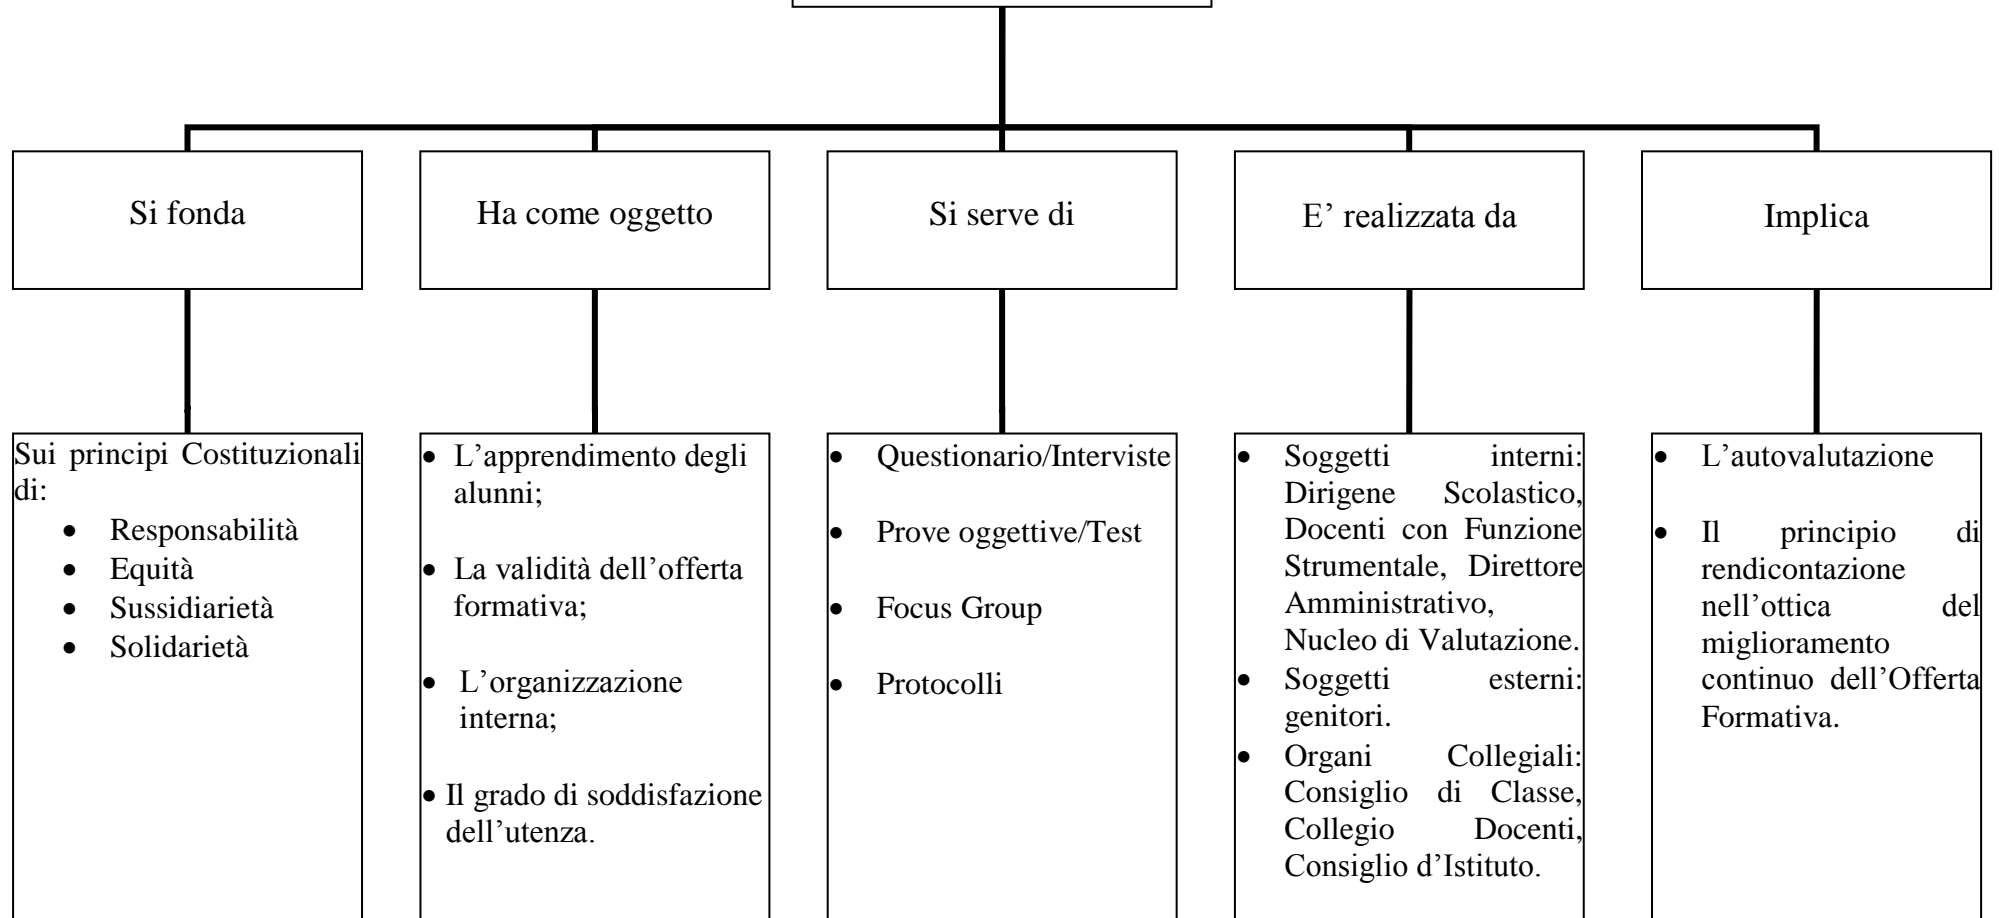 Si fonda
Ha come oggetto
Si serve di
E’ realizzata da
Implica
Sui principi Costituzionali
di:
• Responsabilità
• Equità
• Sussidiarietà
• Solidarietà
• L’apprendimento degli
alunni;
• La validità dell’offerta
formativa;
• L’organizzazione
interna;
• Il grado di soddisfazione
dell’utenza.
• Questionario/Interviste
• Prove oggettive/Test
• Focus Group
• Protocolli
• Soggetti interni:
Dirigene Scolastico,
Docenti con Funzione
Strumentale, Direttore
Amministrativo,
Nucleo di Valutazione.
• Soggetti esterni:
genitori.
• Organi Collegiali:
Consiglio di Classe,
Collegio Docenti,
Consiglio d’Istituto.
• L’autovalutazione
• Il principio di
rendicontazione
nell’ottica del
miglioramento
continuo dell’Offerta
Formativa.